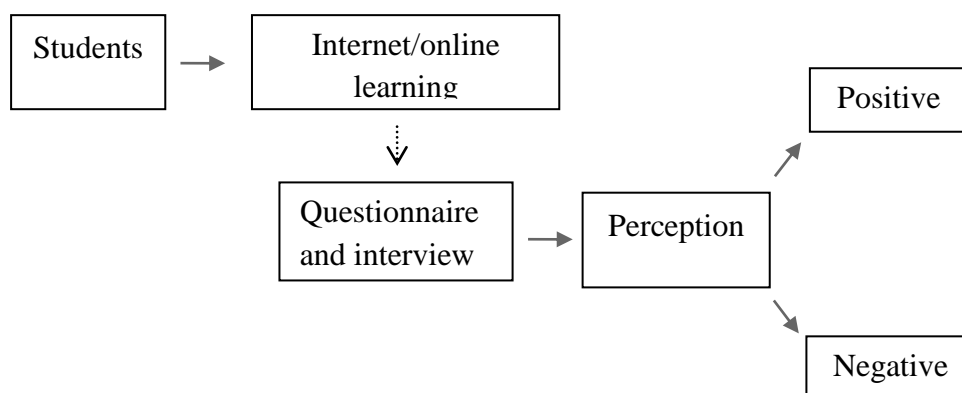 Students
Internet/online
learning
Positive
Questionnaire
and interview
Perception
Negative